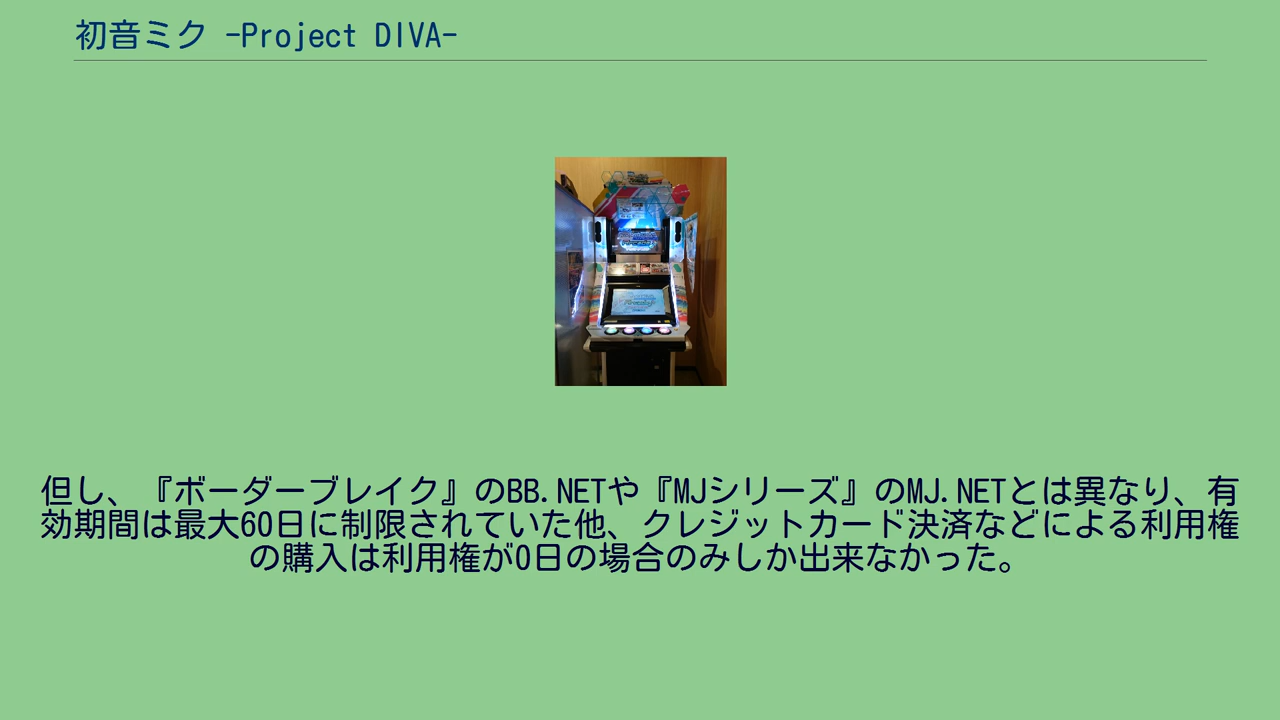 初音ミク -Project DIVA-
但し、『ボーダーブレイク』のBB.NETや『MJシリーズ』のMJ.NETとは異なり、有
効期間は最大60日に制限されていた他、クレジットカード決済などによる利用権
の購入は利用権が0日の場合のみしか出来なかった。